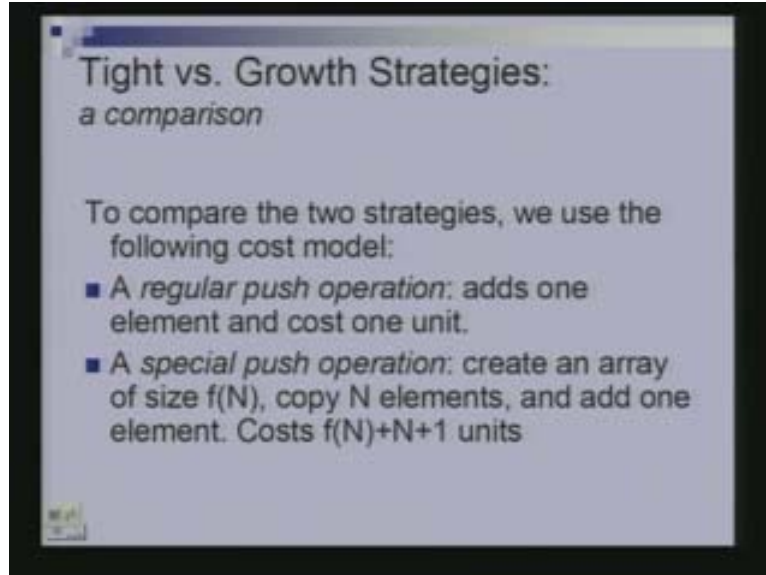 Tight vs. Growth Strategies:
a comparison
To compare the two strategies, we use the
following cost model:
■ A regular push operation: adds one
element and cost one unit.
■ A special push operation: create an array
of size f(N), copy N elements, and add one
element. Costs f(N)+N+1 units